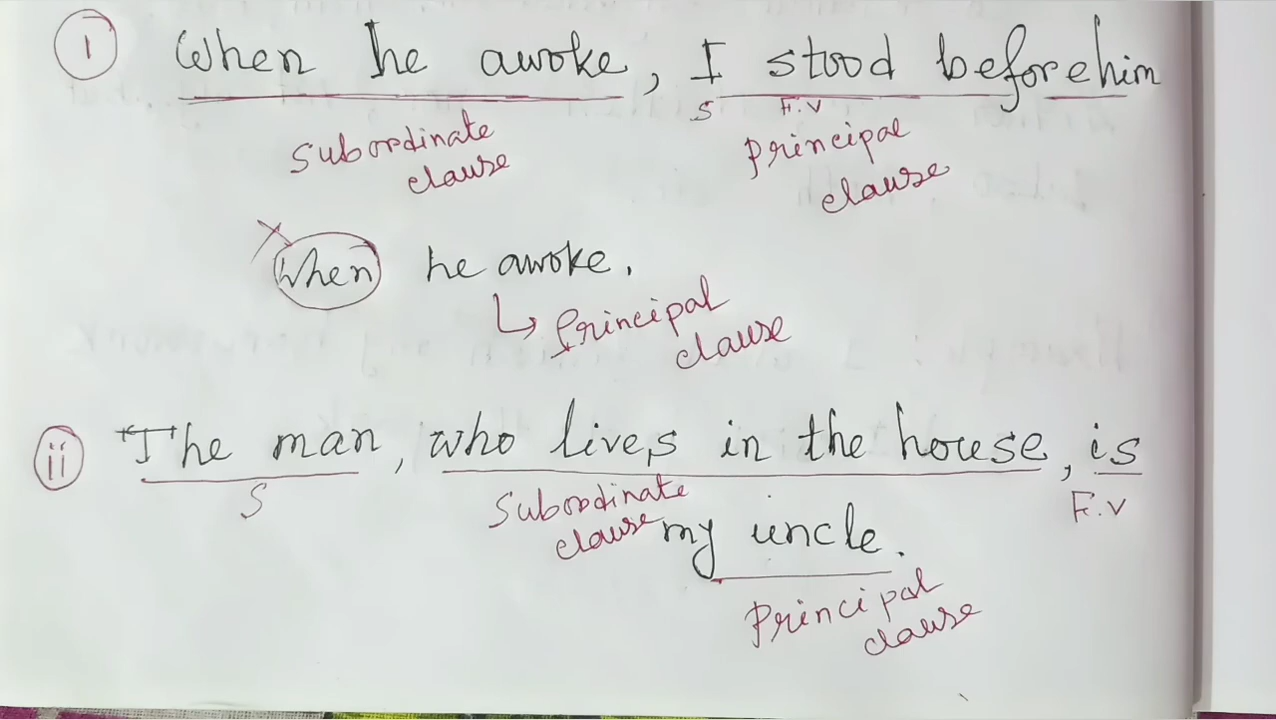 i When he awoke, I stood before him
S F.V
Subordinate clause
Principal clause
When he awoke.
Principal clause
ii The man, who lives in the house, is
S
Subordinate clause
F.V
my uncle.
Principal clause